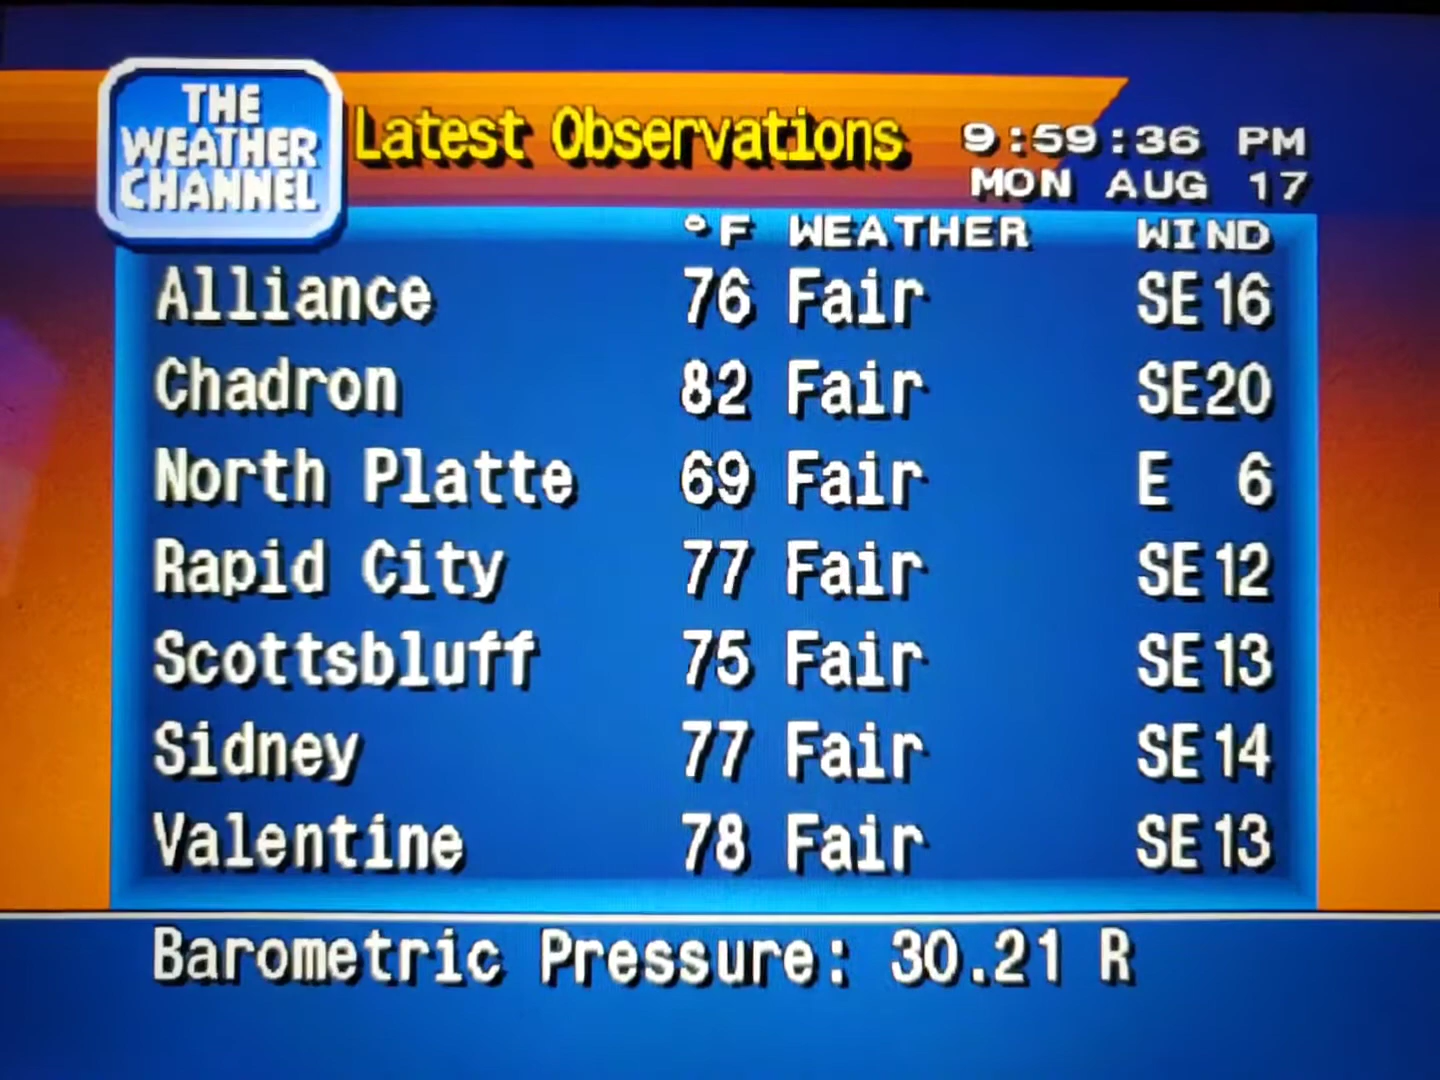 THE
WEATHER
CHANNEL
Latest Observations
9:59:36 PM
MON AUG 17
°F WEATHER WIND
Alliance 76 Fair SE 16
Chadron 82 Fair SE20
North Platte 69 Fair E 6
Rapid City 77 Fair SE 12
Scottsbluff 75 Fair SE 13
Sidney 77 Fair SE 14
Valentine 78 Fair SE 13
Barometric Pressure: 30.21 R